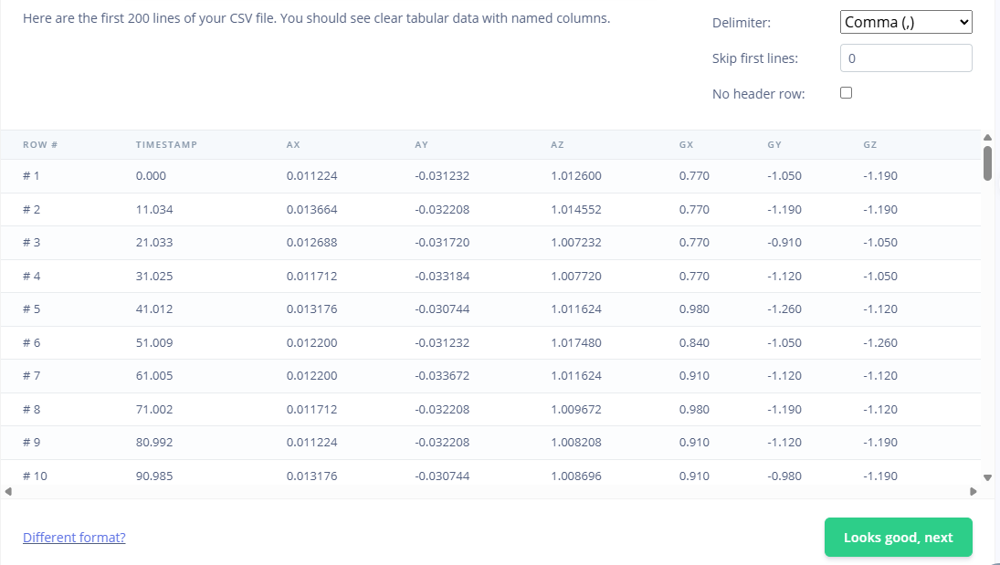 Here are the first 200 lines of your CSV file. You should see clear tabular data with named columns.
Delimiter: Comma (,)
Skip first lines: 0
No header row:
ROW # TIMESTAMP AX AY AZ GX GY GZ
# 1 0.000 0.011224 -0.031232 1.012600 0.770 -1.050 -1.190
# 2 11.034 0.013664 -0.032208 1.014552 0.770 -1.190 -1.190
# 3 21.033 0.012688 -0.031720 1.007232 0.770 -0.910 -1.050
# 4 31.025 0.011712 -0.033184 1.007720 0.770 -1.120 -1.050
# 5 41.012 0.013176 -0.030744 1.011624 0.980 -1.260 -1.120
# 6 51.009 0.012200 -0.031232 1.017480 0.840 -1.050 -1.260
# 7 61.005 0.012200 -0.033672 1.011624 0.910 -1.120 -1.120
# 8 71.002 0.011712 -0.032208 1.009672 0.980 -1.190 -1.120
# 9 80.992 0.011224 -0.032208 1.008208 0.910 -1.120 -1.190
# 10 90.985 0.013176 -0.030744 1.008696 0.910 -0.980 -1.190
Different format?
Looks good, next